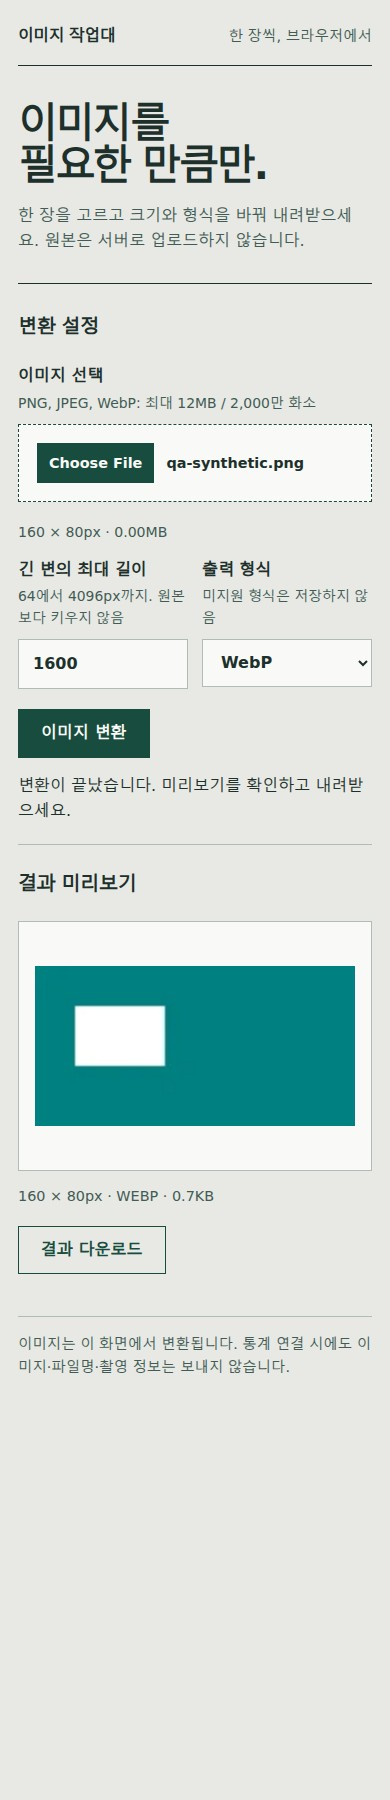 이미지 작업대
한 장씩, 브라우저에서
이미지를
필요한 만큼만.
한 장을 고르고 크기와 형식을 바꿔 내려받으세
요. 원본은 서버로 업로드하지 않습니다.
변환 설정
이미지 선택
PNG, JPEG, WebP: 최대 12MB / 2,000만 화소
Choose File qa-synthetic.png
160 × 80px · 0.00MB
긴 변의 최대 길이
64에서 4096px까지. 원본
보다 키우지 않음
1600
출력 형식
미지원 형식은 저장하지 않
음
WebP
이미지 변환
변환이 끝났습니다. 미리보기를 확인하고 내려받
으세요.
결과 미리보기
160 × 80px · WEBP · 0.7KB
결과 다운로드
이미지는 이 화면에서 변환됩니다. 통계 연결 시에도 이
미지·파일명·촬영 정보는 보내지 않습니다.